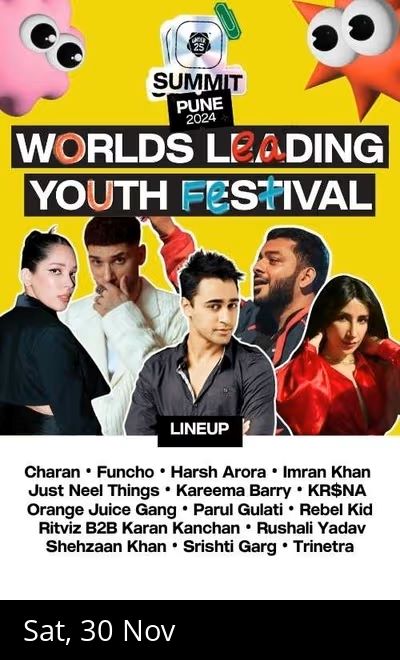 UNDER
25
SUMMIT
PUNE
2024
WORLDS LEaDING
YOUTH FeSTIVAL
LINEUP
Charan • Funcho • Harsh Arora • Imran Khan
Just Neel Things • Kareema Barry • KR$NA
Orange Juice Gang • Parul Gulati • Rebel Kid
Ritviz B2B Karan Kanchan • Rushali Yadav
Shehzaan Khan • Srishti Garg • Trinetra
Sat, 30 Nov